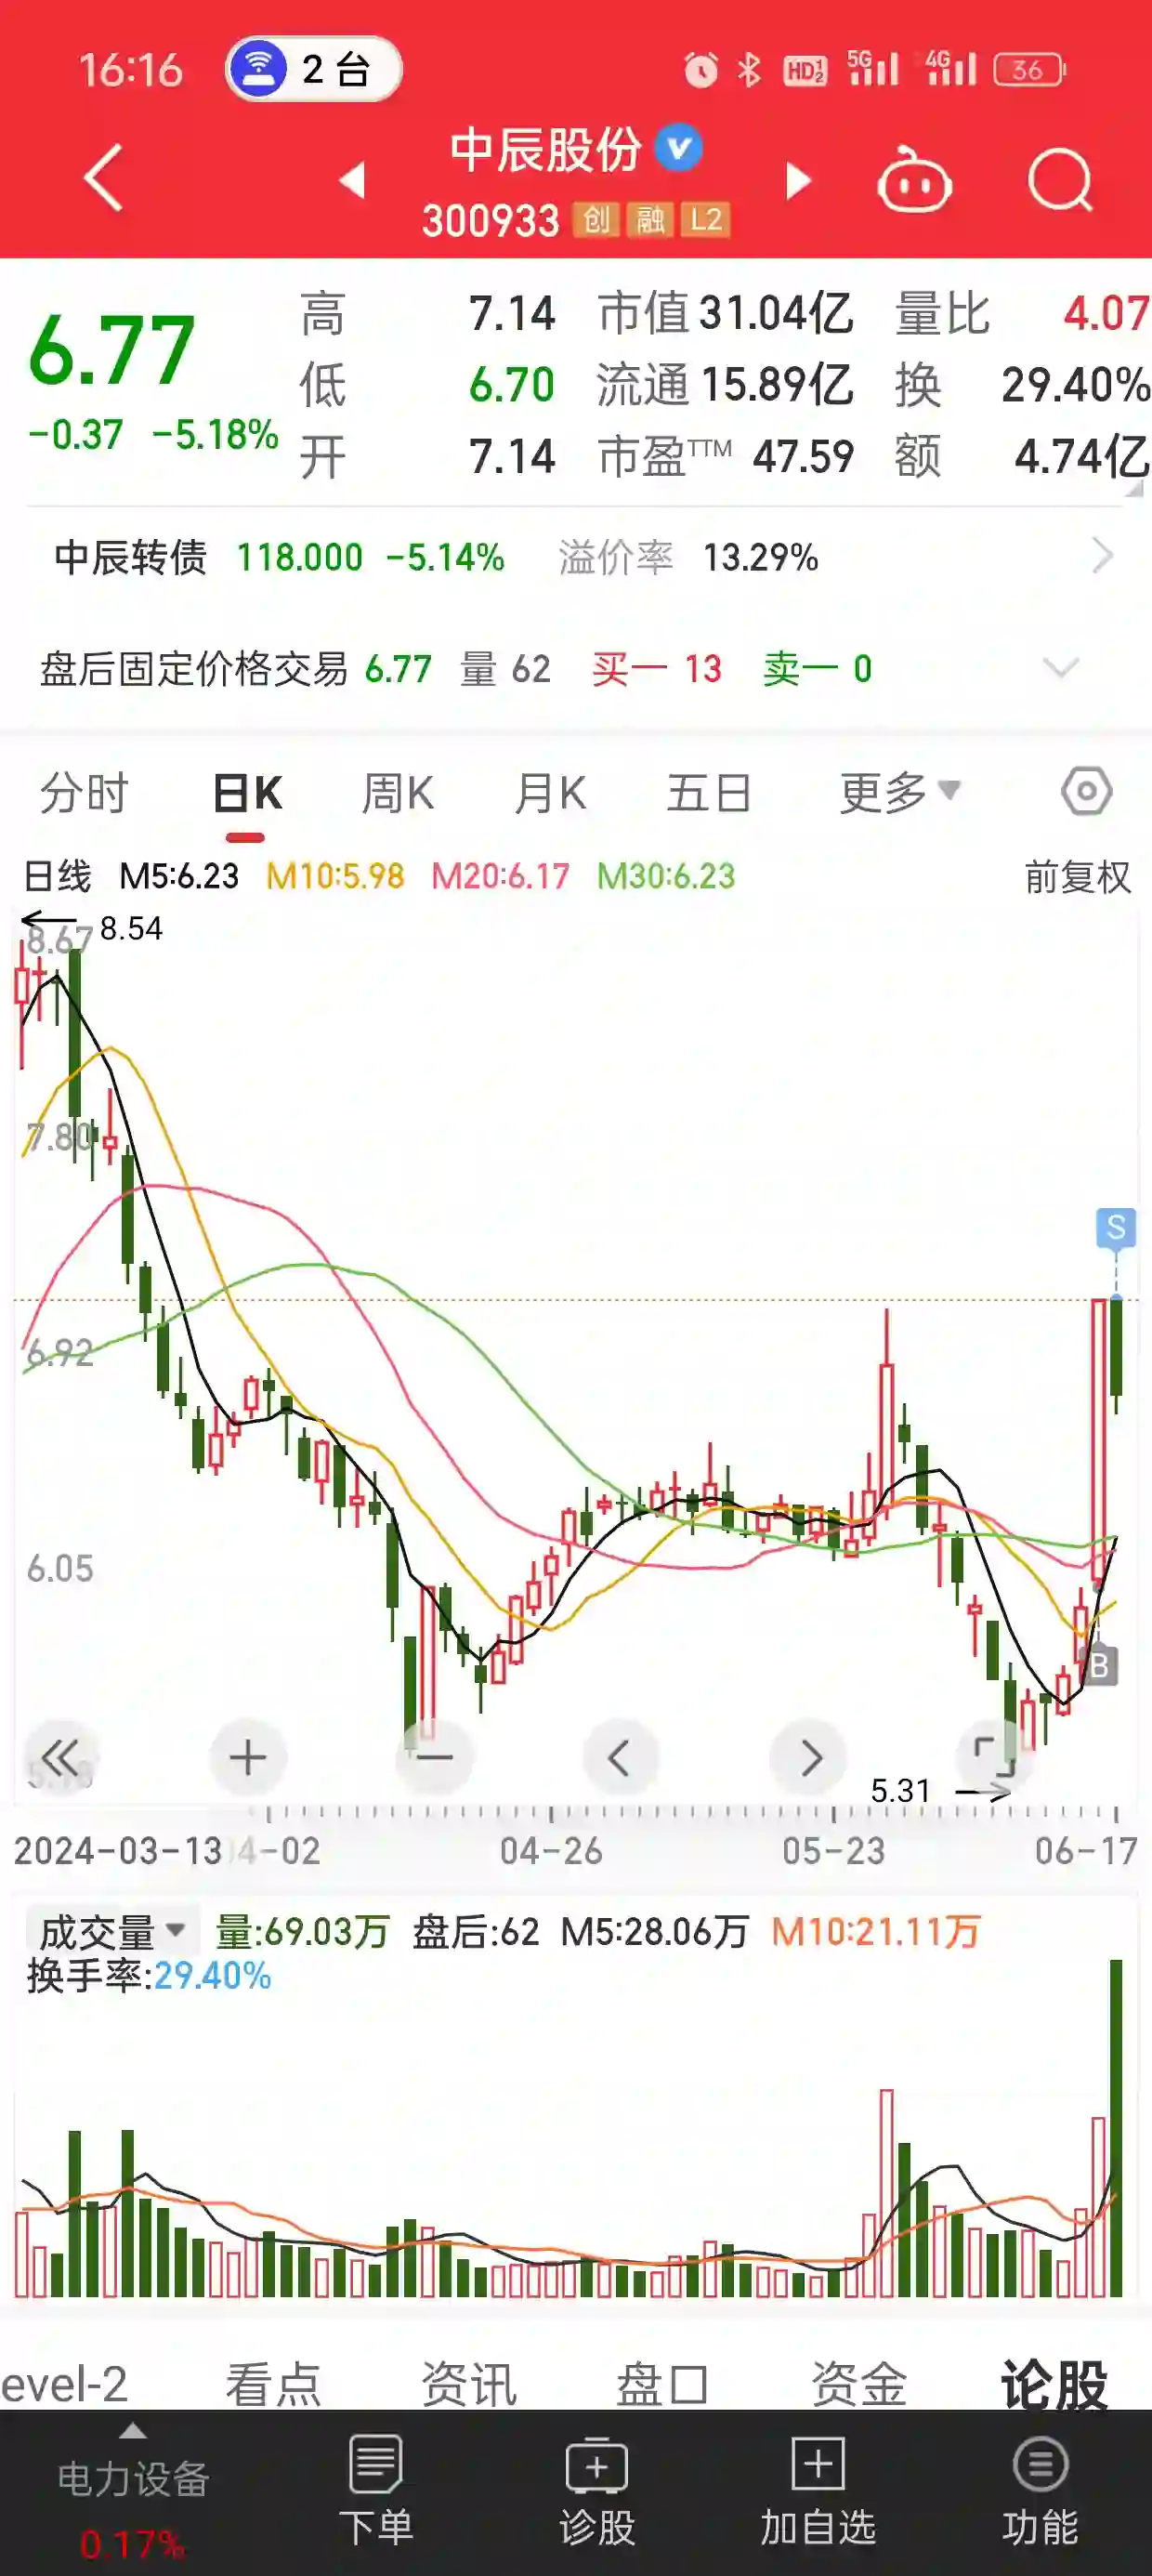 16:16 2 台 HD 1 2 5G 4G 36
中辰股份
300933 创 融 L2
6.77 高 7.14 市值 31.04亿 量比 4.07
-0.37 -5.18% 低 6.70 流通 15.89亿 换 29.40%
开 7.14 市盈TTM 47.59 额 4.74亿
中辰转债 118.000 -5.14% 溢价率 13.29%
盘后固定价格交易 6.77 量 62 买一 13 卖一 0
分时 日K 周K 月K 五日 更多
日线 M5:6.23 M10:5.98 M20:6.17 M30:6.23 前复权
8.54
8.67
7.80
S
6.92
6.05
B
5.18
5.31
2024-03-13 4-02 04-26 05-23 06-17
成交量 量:69.03万 盘后:62 M5:28.06万 M10:21.11万
换手率:29.40%
evel-2 看点 资讯 盘口 资金 论股
电力设备
0.17%
下单 诊股 加自选 功能